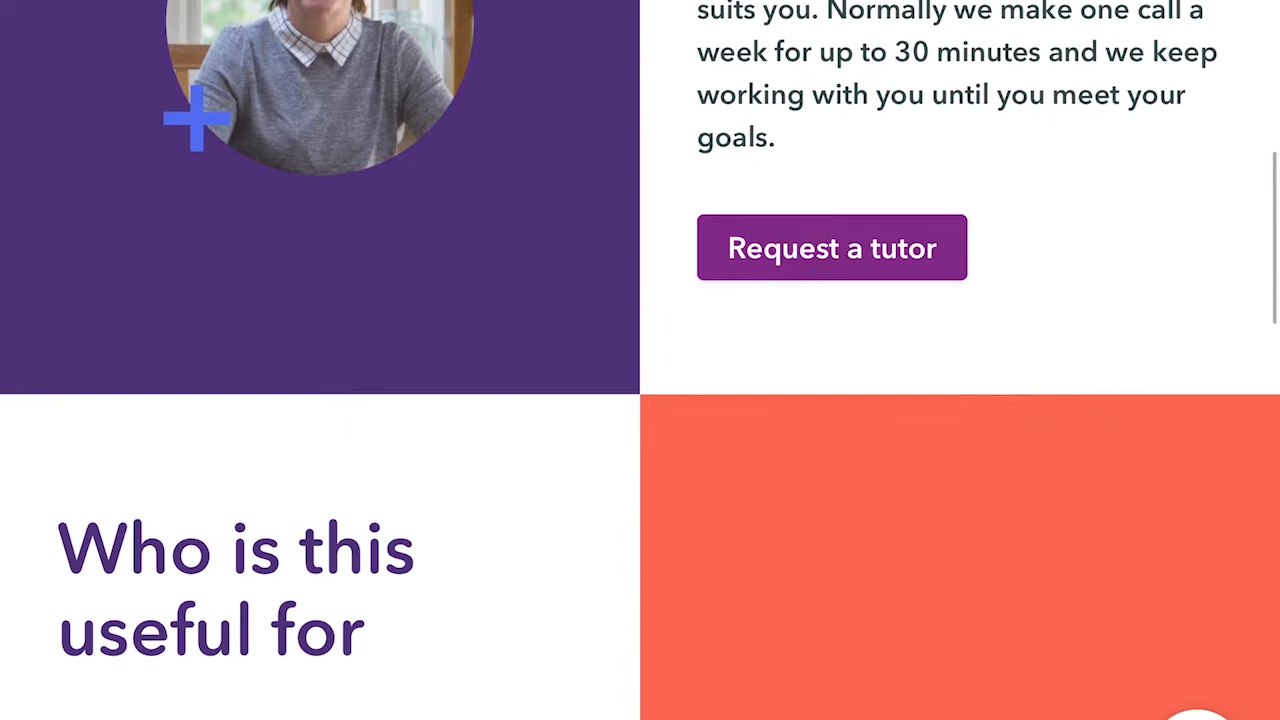 suits you. Normally we make one call a
week for up to 30 minutes and we keep
working with you until you meet your
goals.
Request a tutor
Who is this
useful for